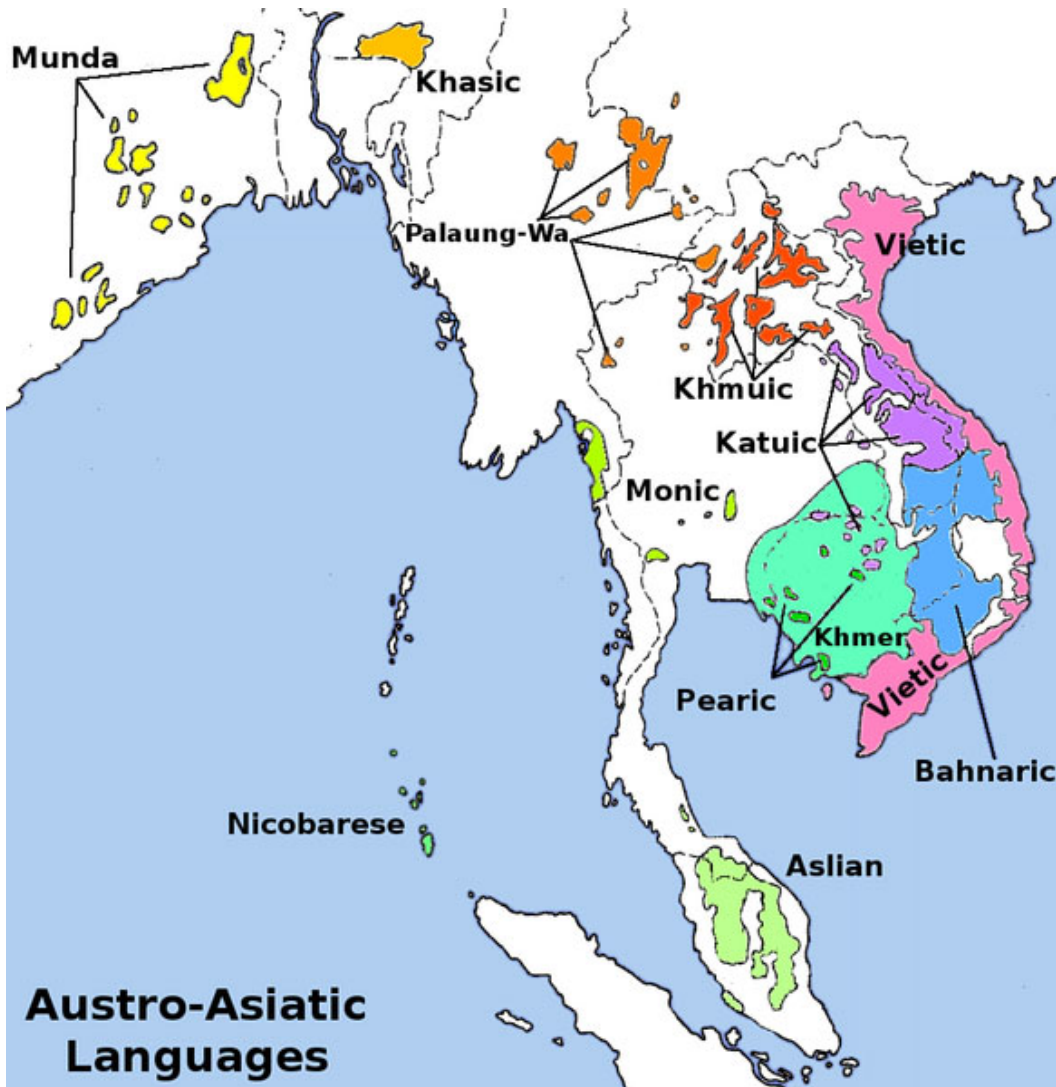 Munda
Khasic
Palaung-Wa
Vietic
Khmuic
Katuic
Monic
Khmer
Pearic
Vietic
Bahnaric
Nicobarese
Aslian
Austro-Asiatic
Languages